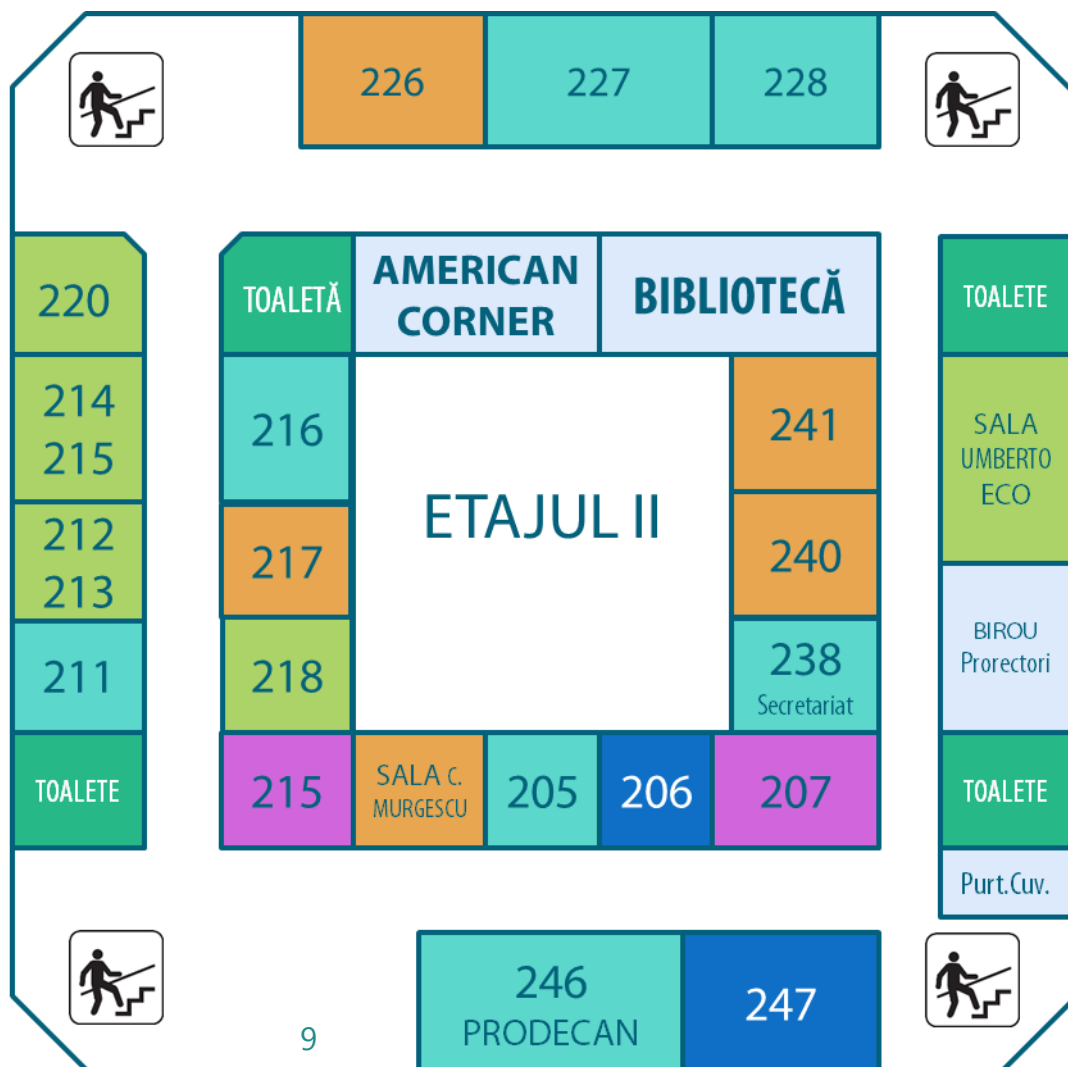 226
227
228
220
TOALETĂ
AMERICAN
CORNER
BIBLIOTECĂ
TOALETE
214
215
216
241
SALA
UMBERTO
ECO
ETAJUL II
212
213
217
240
211
218
238
Secretariat
BIROU
Prorectori
TOALETE
215
SALA C.
MURGESCU
205
206
207
TOALETE
Purt.Cuv.
246
PRODECAN
247
9